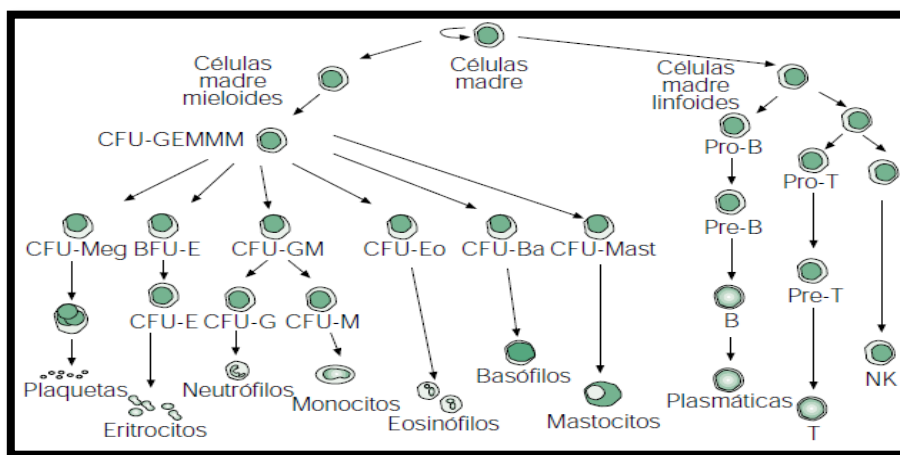 Células
madre
mieloides
Células
madre
Células
madre
linfoides
CFU-GEMMM
Pro-B
Pro-T
Pre-B
CFU-Meg
BFU-E
CFU-GM
CFU-Eo
CFU-Ba
CFU-Mast
Pre-T
B
CFU-E
CFU-G
CFU-M
Plaquetas
Eritrocitos
Neutrófilos
Monocitos
Eosinófilos
Basófilos
Mastocitos
Plasmáticas
T
NK